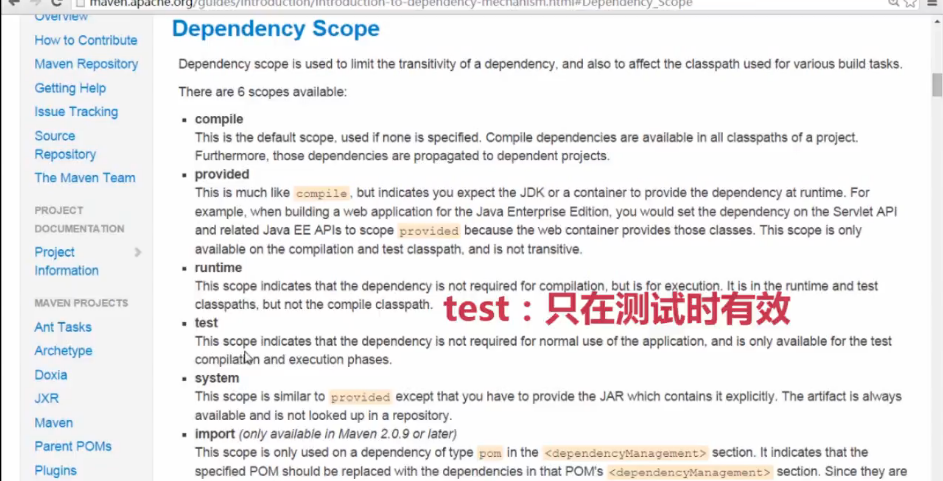 maven.apache.org/guides/introduction/introduction-to-dependency-mechanism.html#Dependency_Scope
Overview
How to Contribute
Maven Repository
Getting Help
Issue Tracking
Source
Repository
The Maven Team
PROJECT
DOCUMENTATION
Project
Information
MAVEN PROJECTS
Ant Tasks
Archetype
Doxia
JXR
Maven
Parent POMs
Plugins
Dependency Scope
Dependency scope is used to limit the transitivity of a dependency, and also to affect the classpath used for various build tasks.
There are 6 scopes available:
compile
This is the default scope, used if none is specified. Compile dependencies are available in all classpaths of a project.
Furthermore, those dependencies are propagated to dependent projects.
provided
This is much like compile, but indicates you expect the JDK or a container to provide the dependency at runtime. For
example, when building a web application for the Java Enterprise Edition, you would set the dependency on the Servlet API
and related Java EE APIs to scope provided because the web container provides those classes. This scope is only
available on the compilation and test classpath, and is not transitive.
runtime
This scope indicates that the dependency is not required for compilation, but is for execution. It is in the runtime and test
classpaths, but not the compile classpath.
test：只在测试时有效
test
This scope indicates that the dependency is not required for normal use of the application, and is only available for the test
compilation and execution phases.
system
This scope is similar to provided except that you have to provide the JAR which contains it explicitly. The artifact is always
available and is not looked up in a repository.
import (only available in Maven 2.0.9 or later)
This scope is only used on a dependency of type pom in the <dependencyManagement> section. It indicates that the
specified POM should be replaced with the dependencies in that POM's <dependencyManagement> section. Since they are